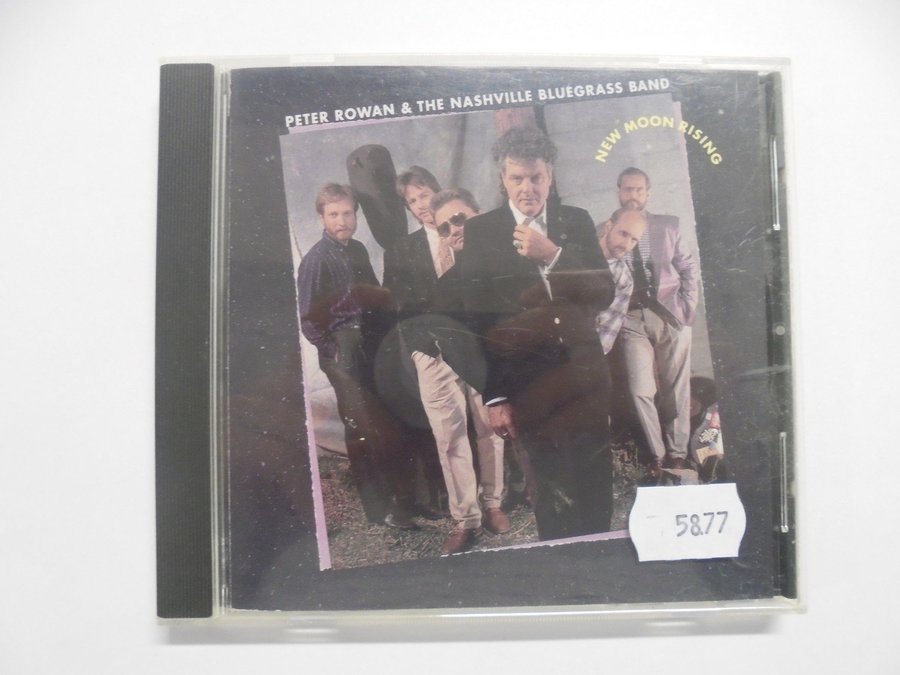 PETER ROWAN & THE NASHVILLE BLUEGRASS BAND
NEW MOON RISING
58.77